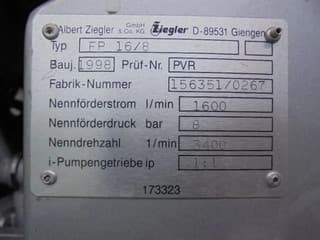 Albert Ziegler GmbH & Co. KG Ziegler D-89531 Giengen
Typ FP 16/8
Bauj. 1998 Prüf-Nr. PVR
Fabrik-Nummer 156351/0267
Nennförderstrom l/min 1600
Nennförderdruck bar 8
Nenndrehzahl 1/min 3400
i-Pumpengetriebe ip 1:1
173323